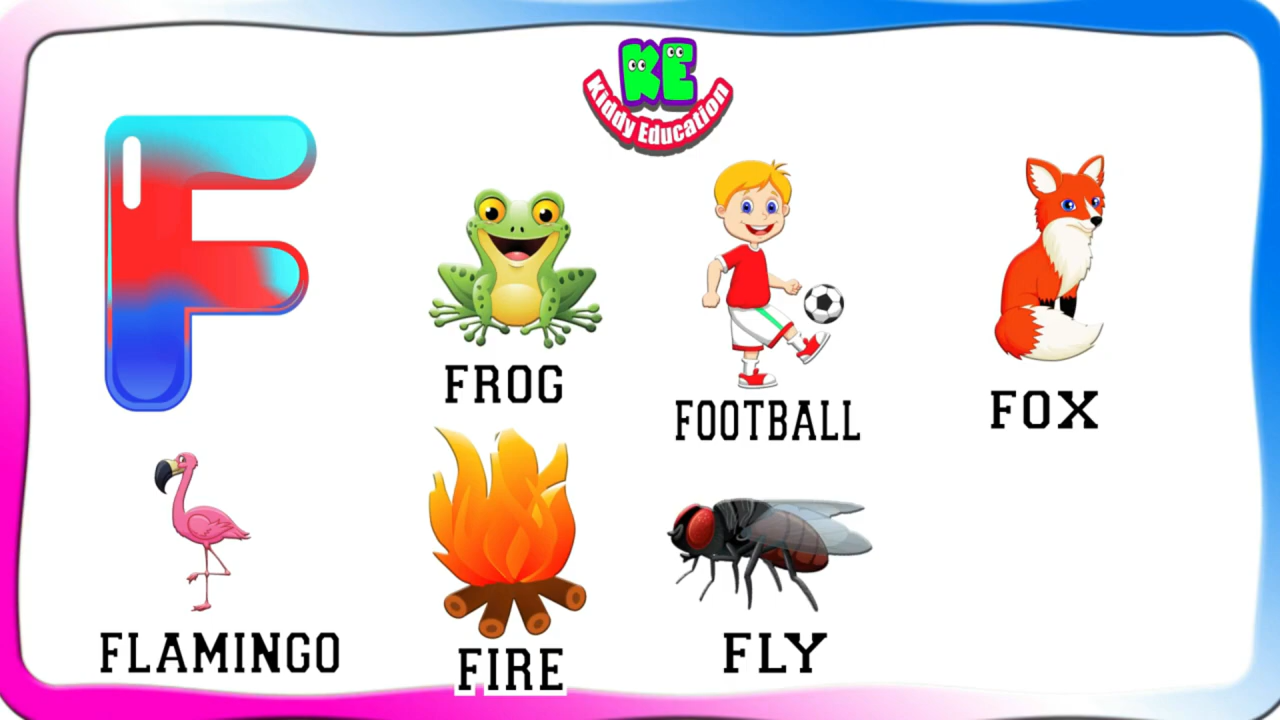 KE
Kiddy Education
F
FROG
FOOTBALL
FOX
FLAMINGO
FIRE
FLY